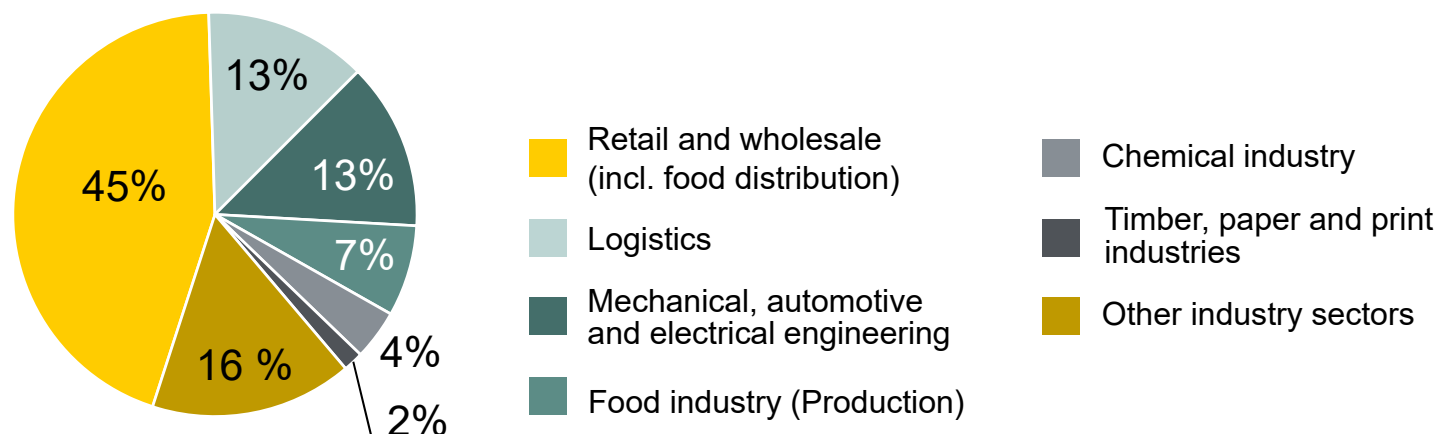 13%
45%
13%
7%
16 %
4%
2%
Retail and wholesale
(incl. food distribution)
Logistics
Mechanical, automotive
and electrical engineering
Food industry (Production)
Chemical industry
Timber, paper and print
industries
Other industry sectors